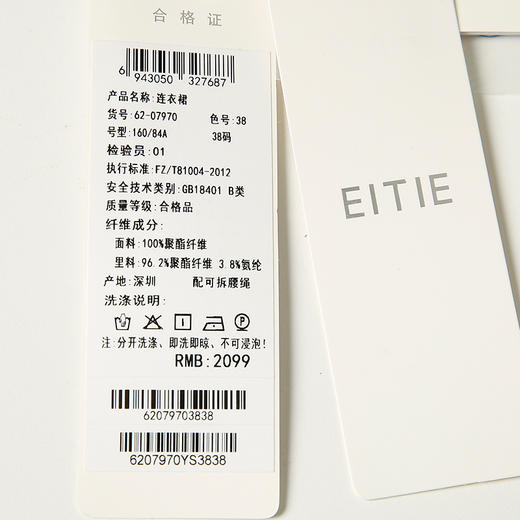 合格证
6 943050 327687
产品名称:连衣裙
货号:62-07970 色号:38
号型:160/84A 38码
检验员:01
执行标准:FZ/T81004-2012
安全技术类别:GB18401 B类
质量等级:合格品
纤维成分:
面料:100%聚酯纤维
里料:96.2%聚酯纤维 3.8%氨纶
产地:深圳 配可拆腰绳
洗涤说明:
P
注:分开洗涤、即洗即晾、不可浸泡!
RMB:2099
62079703838
6207970YS3838
EITIE